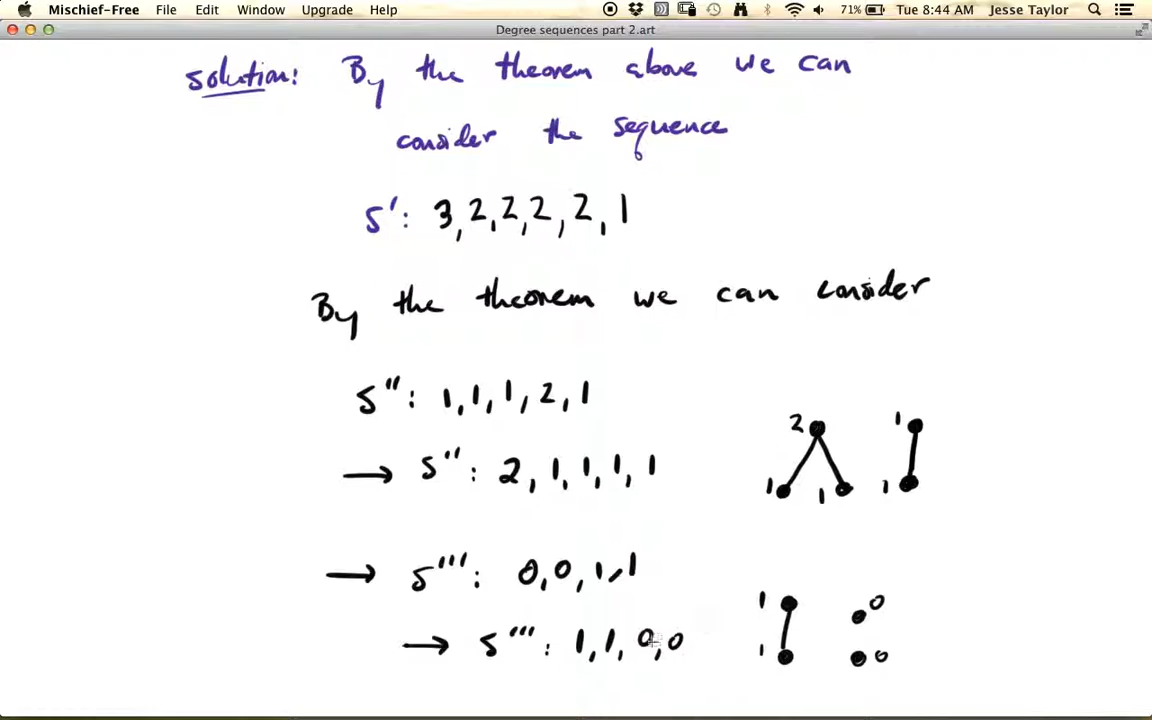 Mischief-Free File Edit Window Upgrade Help 71% Tue 8:44 AM Jesse Taylor
Degree sequences part 2.art
solution: By the theorem above we can
consider the sequence
S': 3,2,2,2,2,1
By the theorem we can consider
S'': 1,1,1,2,1
→ S'': 2,1,1,1,1
2 1
1 1 1
→ S''': 0,0,1,1
1 0
→ S''': 1,1,0,0
1 0